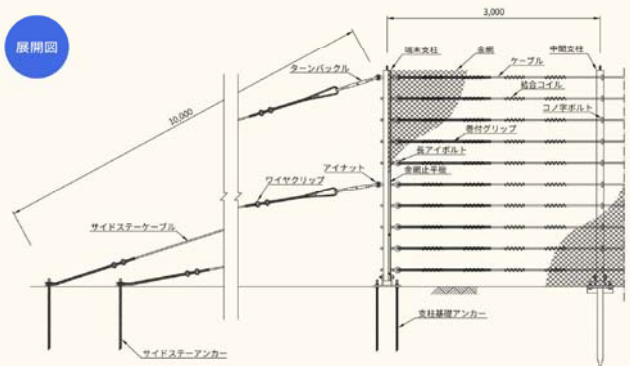 展開図
3,000
端末支柱
金網
中間支柱
ケーブル
ターンバックル
結合コイル
コノ字ボルト
10,000
巻付グリップ
長アイボルト
アイナット
金網止平棒
ワイヤクリップ
サイドステーケーブル
支柱基礎アンカー
サイドステーアンカー